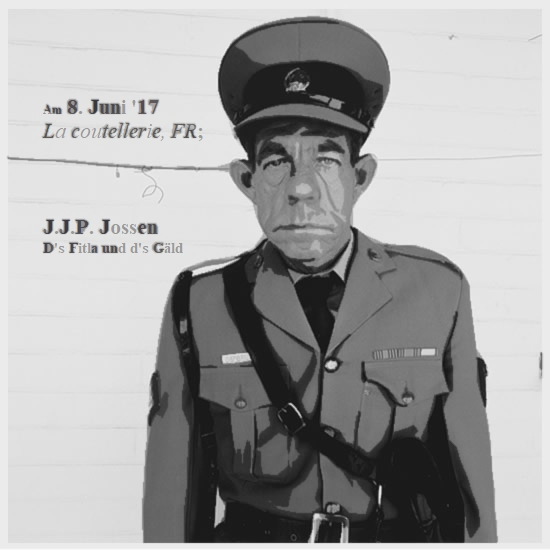 Am 8. Juni '17
La coutellerie, FR;
J.J.P. Jossen
D's Fitla und d's Gäld